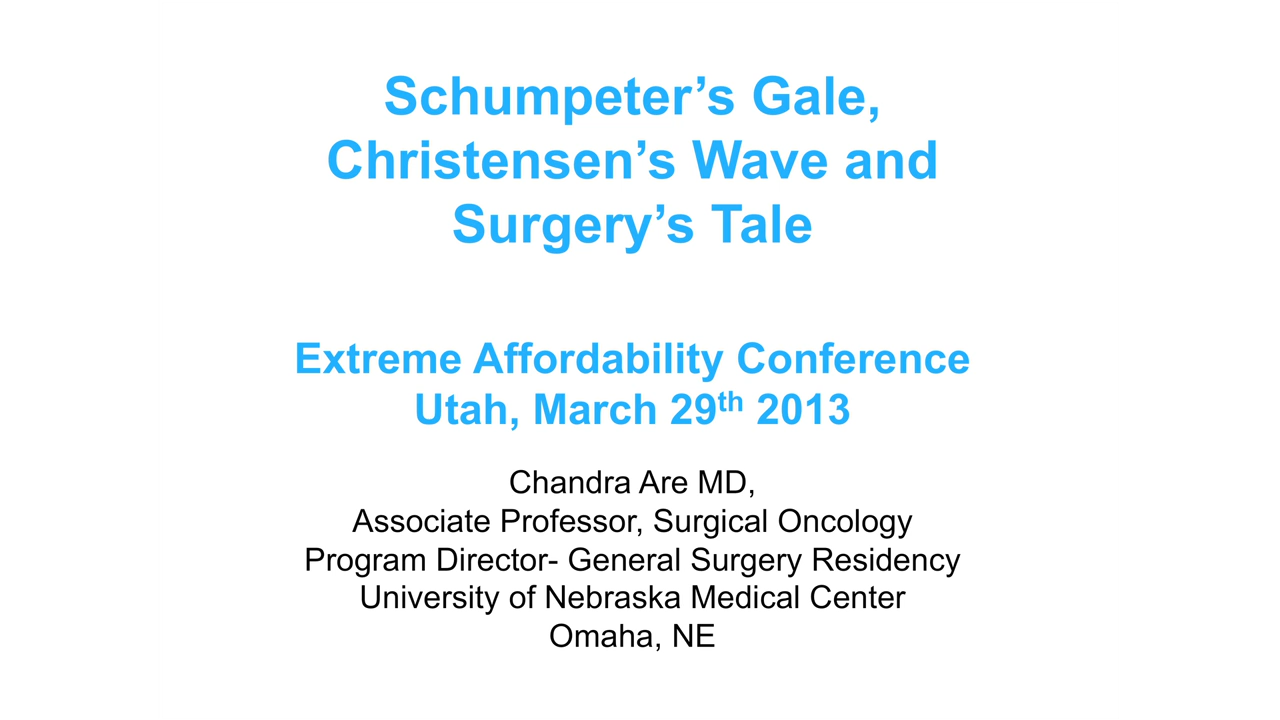 Schumpeter’s Gale,
Christensen’s Wave and
Surgery’s Tale
Extreme Affordability Conference
Utah, March 29th 2013
Chandra Are MD,
Associate Professor, Surgical Oncology
Program Director- General Surgery Residency
University of Nebraska Medical Center
Omaha, NE